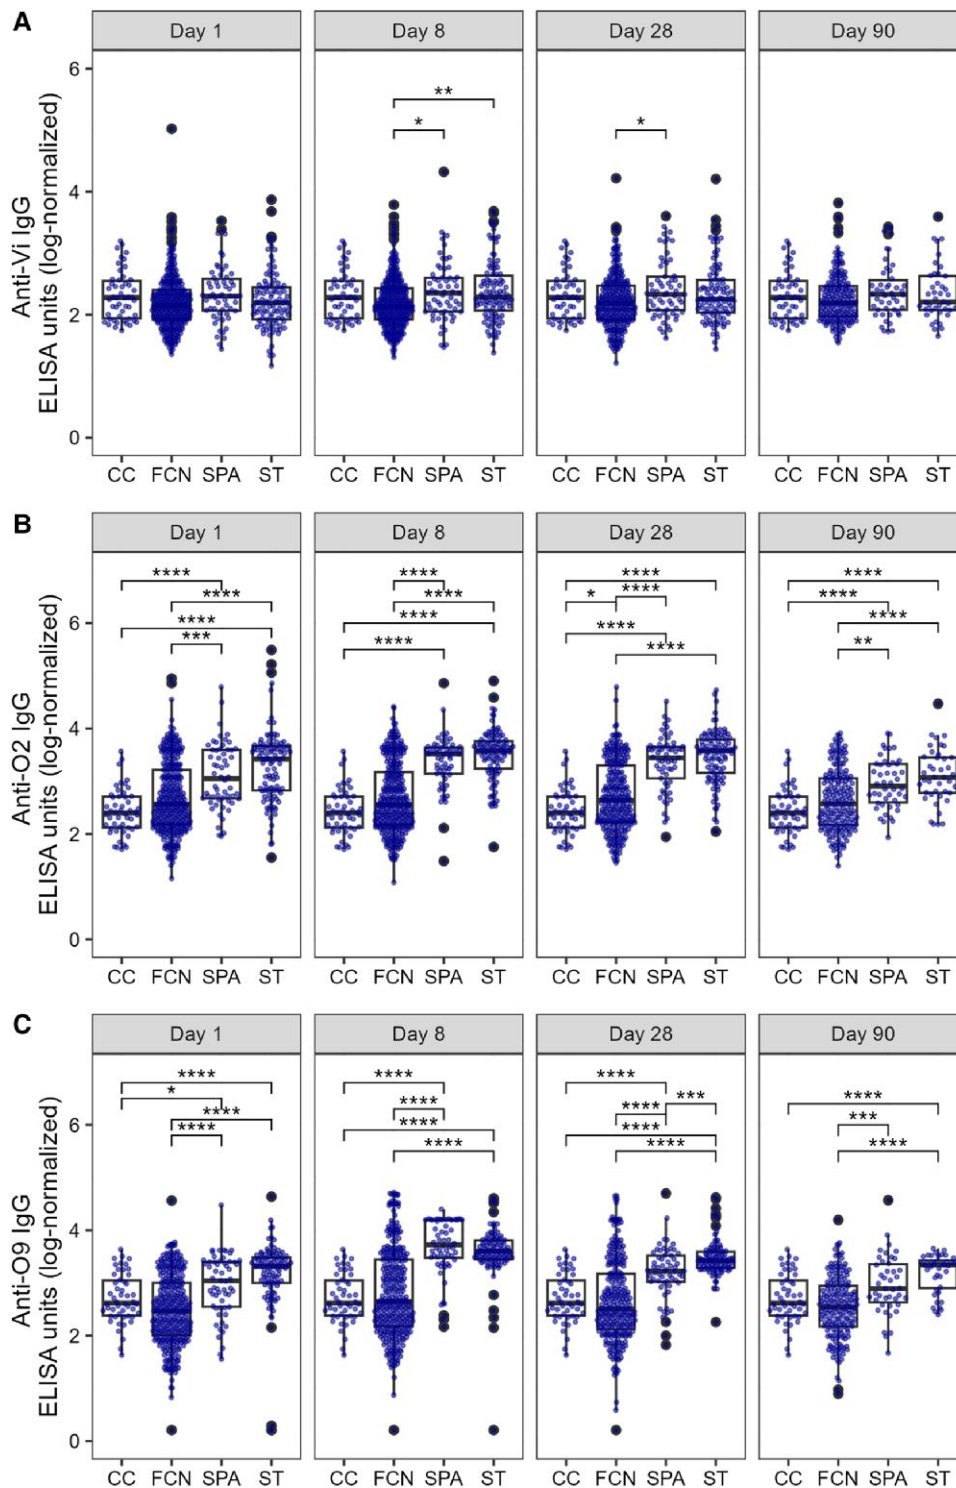 A
Day 1 Day 8 Day 28 Day 90
Anti-Vi IgG
ELISA units (log-normalized)
6
**
* *
4
2
0
CC FCN SPA ST CC FCN SPA ST CC FCN SPA ST CC FCN SPA ST
B
Day 1 Day 8 Day 28 Day 90
Anti-O2 IgG
ELISA units (log-normalized)
**** **** **** ****
**** **** * **** ****
6
**** **** **** ****
*** **** **** **
4
2
0
CC FCN SPA ST CC FCN SPA ST CC FCN SPA ST CC FCN SPA ST
C
Day 1 Day 8 Day 28 Day 90
Anti-O9 IgG
ELISA units (log-normalized)
**** **** ****
* **** **** *** ****
6
**** **** **** ***
**** **** **** ****
4
2
0
CC FCN SPA ST CC FCN SPA ST CC FCN SPA ST CC FCN SPA ST